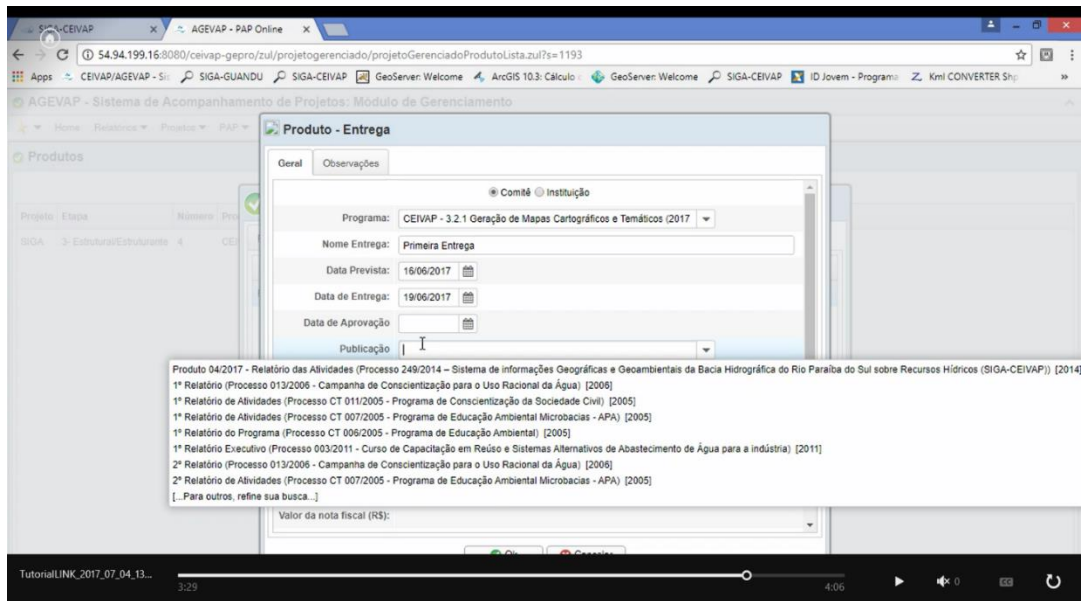 SIGA-CEIVAP
AGEVAP - PAP Online
54.94.199.16:8080/ceivap-gepro/zul/projetogerenciado/projetoGerenciadoProdutoLista.zul?s=1193
Apps CEIVAP/AGEVAP - Si SIGA-GUANDU SIGA-CEIVAP GeoServer: Welcome ArcGIS 10.3: Cálculo GeoServer: Welcome SIGA-CEIVAP ID Jovem - Programa Kml CONVERTER Shp
AGEVAP - Sistema de Acompanhamento de Projetos: Módulo de Gerenciamento
Home Relatórios Projetos PAP
Produtos
Projeto Etapa Número Pro
SIGA 3- Estrutural/Estruturante 4 CEI
Produto - Entrega
Geral Observações
Comitê Instituição
Programa: CEIVAP - 3.2.1 Geração de Mapas Cartográficos e Temáticos (2017
Nome Entrega: Primeira Entrega
Data Prevista: 16/06/2017
Data de Entrega: 19/06/2017
Data de Aprovação
Publicação
Produto 04/2017 - Relatório das Atividades (Processo 249/2014 – Sistema de informações Geográficas e Geoambientais da Bacia Hidrográfica do Rio Paraíba do Sul sobre Recursos Hídricos (SIGA-CEIVAP)) [2014]
1º Relatório (Processo 013/2006 - Campanha de Conscientização para o Uso Racional da Água) [2006]
1º Relatório de Atividades (Processo CT 011/2005 - Programa de Conscientização da Sociedade Civil) [2005]
1º Relatório de Atividades (Processo CT 007/2005 - Programa de Educação Ambiental Microbacias - APA) [2005]
1º Relatório do Programa (Processo CT 006/2005 - Programa de Educação Ambiental) [2005]
1º Relatório Executivo (Processo 003/2011 - Curso de Capacitação em Reúso e Sistemas Alternativos de Abastecimento de Água para a indústria) [2011]
2º Relatório (Processo 013/2006 - Campanha de Conscientização para o Uso Racional da Água) [2006]
2º Relatório de Atividades (Processo CT 007/2005 - Programa de Educação Ambiental Microbacias - APA) [2005]
[...Para outros, refine sua busca...]
Valor da nota fiscal (R$):
Ok Cancelar
TutorialLINK_2017_07_04_13...
3:29
4:06
0
CC